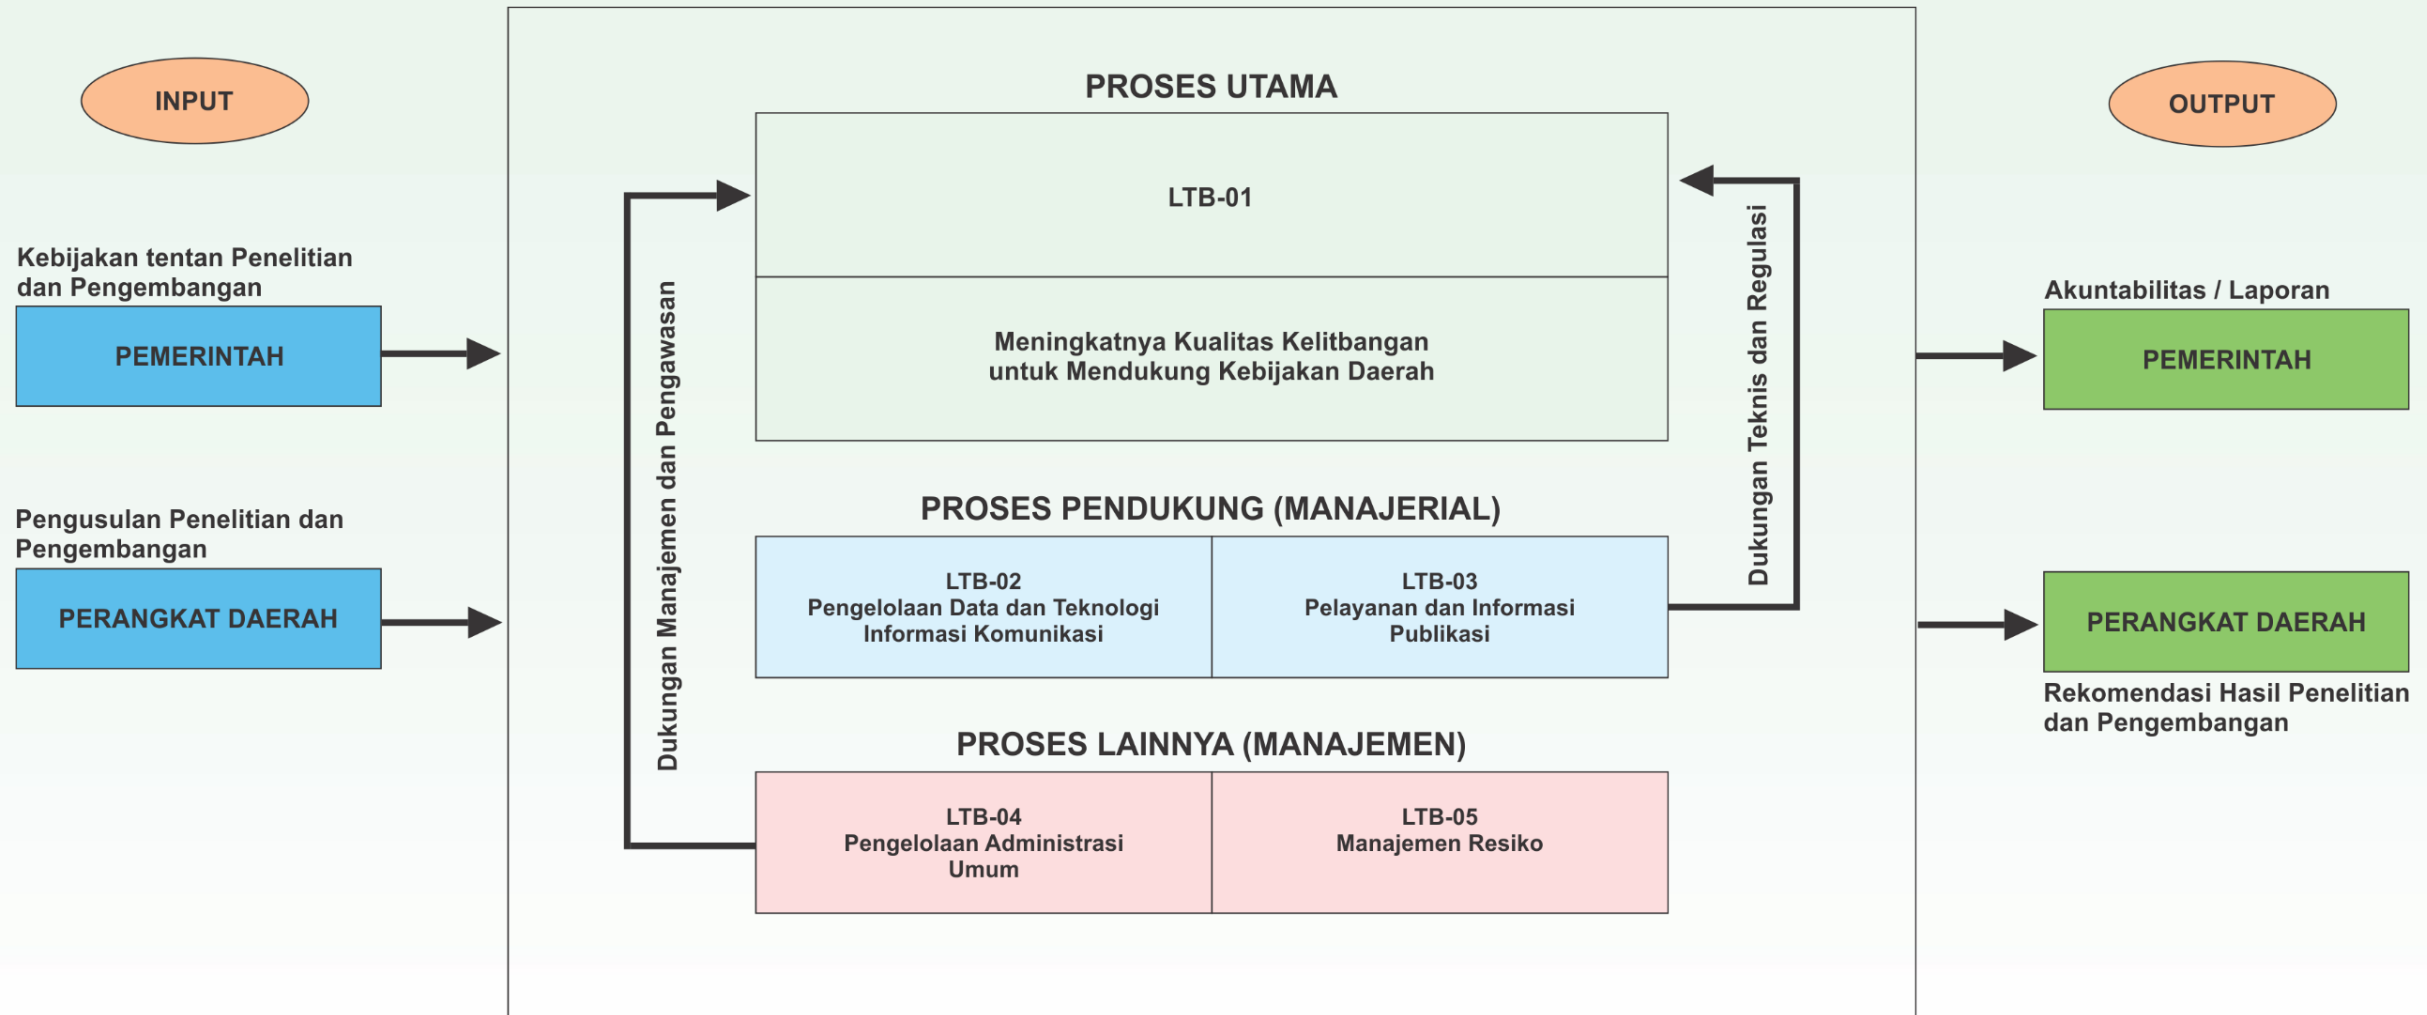 INPUT
Kebijakan tentan Penelitian
dan Pengembangan
PEMERINTAH
Pengusulan Penelitian dan
Pengembangan
PERANGKAT DAERAH
PROSES UTAMA
LTB-01
Meningkatnya Kualitas Kelitbangan
untuk Mendukung Kebijakan Daerah
Dukungan Manajemen dan Pengawasan
Dukungan Teknis dan Regulasi
PROSES PENDUKUNG (MANAJERIAL)
LTB-02
Pengelolaan Data dan Teknologi
Informasi Komunikasi
LTB-03
Pelayanan dan Informasi
Publikasi
PROSES LAINNYA (MANAJEMEN)
LTB-04
Pengelolaan Administrasi
Umum
LTB-05
Manajemen Resiko
OUTPUT
Akuntabilitas / Laporan
PEMERINTAH
PERANGKAT DAERAH
Rekomendasi Hasil Penelitian
dan Pengembangan